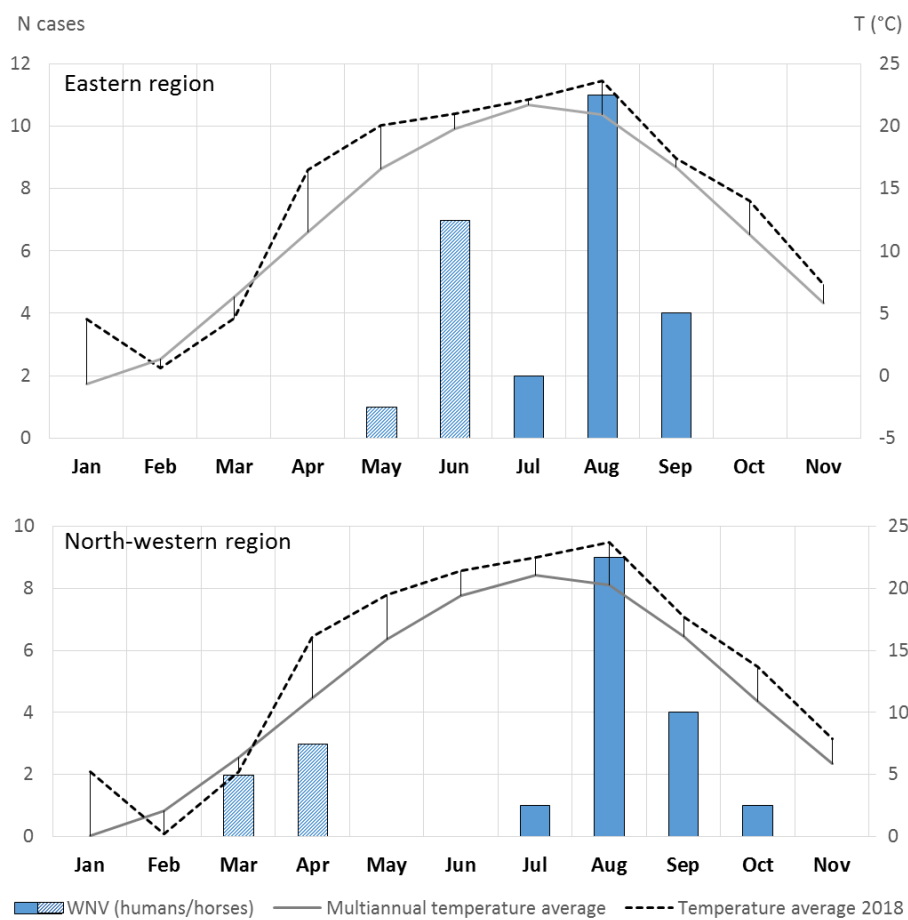 N cases T (°C)
Eastern region
12 25
10 20
8 15
6 10
4 5
2 0
0 -5
Jan Feb Mar Apr May Jun Jul Aug Sep Oct Nov
North-western region
10 25
8 20
6 15
4 10
2 5
0 0
Jan Feb Mar Apr May Jun Jul Aug Sep Oct Nov
WNV (humans/horses) Multiannual temperature average Temperature average 2018